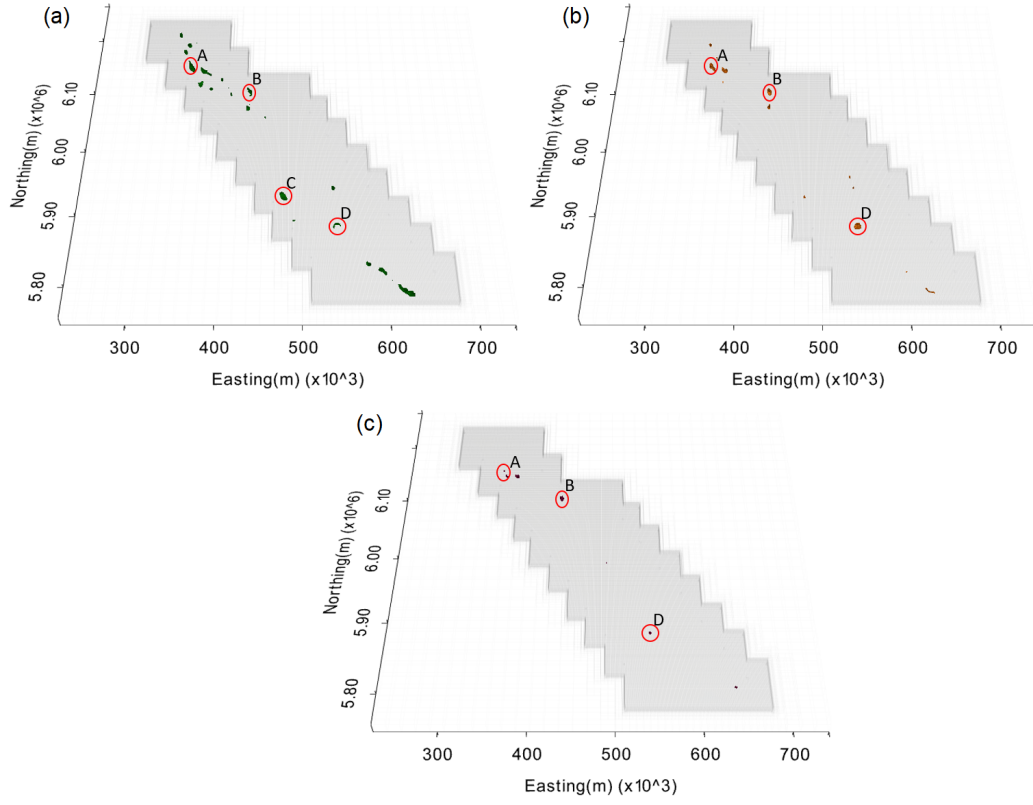 (a)
A
B
C
D
Northing(m) (x10^6)
6.10
6.00
5.90
5.80
300
400
500
600
700
Easting(m) (x10^3)
(b)
A
B
D
Northing(m) (x10^6)
6.10
6.00
5.90
5.80
300
400
500
600
700
Easting(m) (x10^3)
(c)
A
B
D
Northing(m) (x10^6)
6.10
6.00
5.90
5.80
300
400
500
600
700
Easting(m) (x10^3)